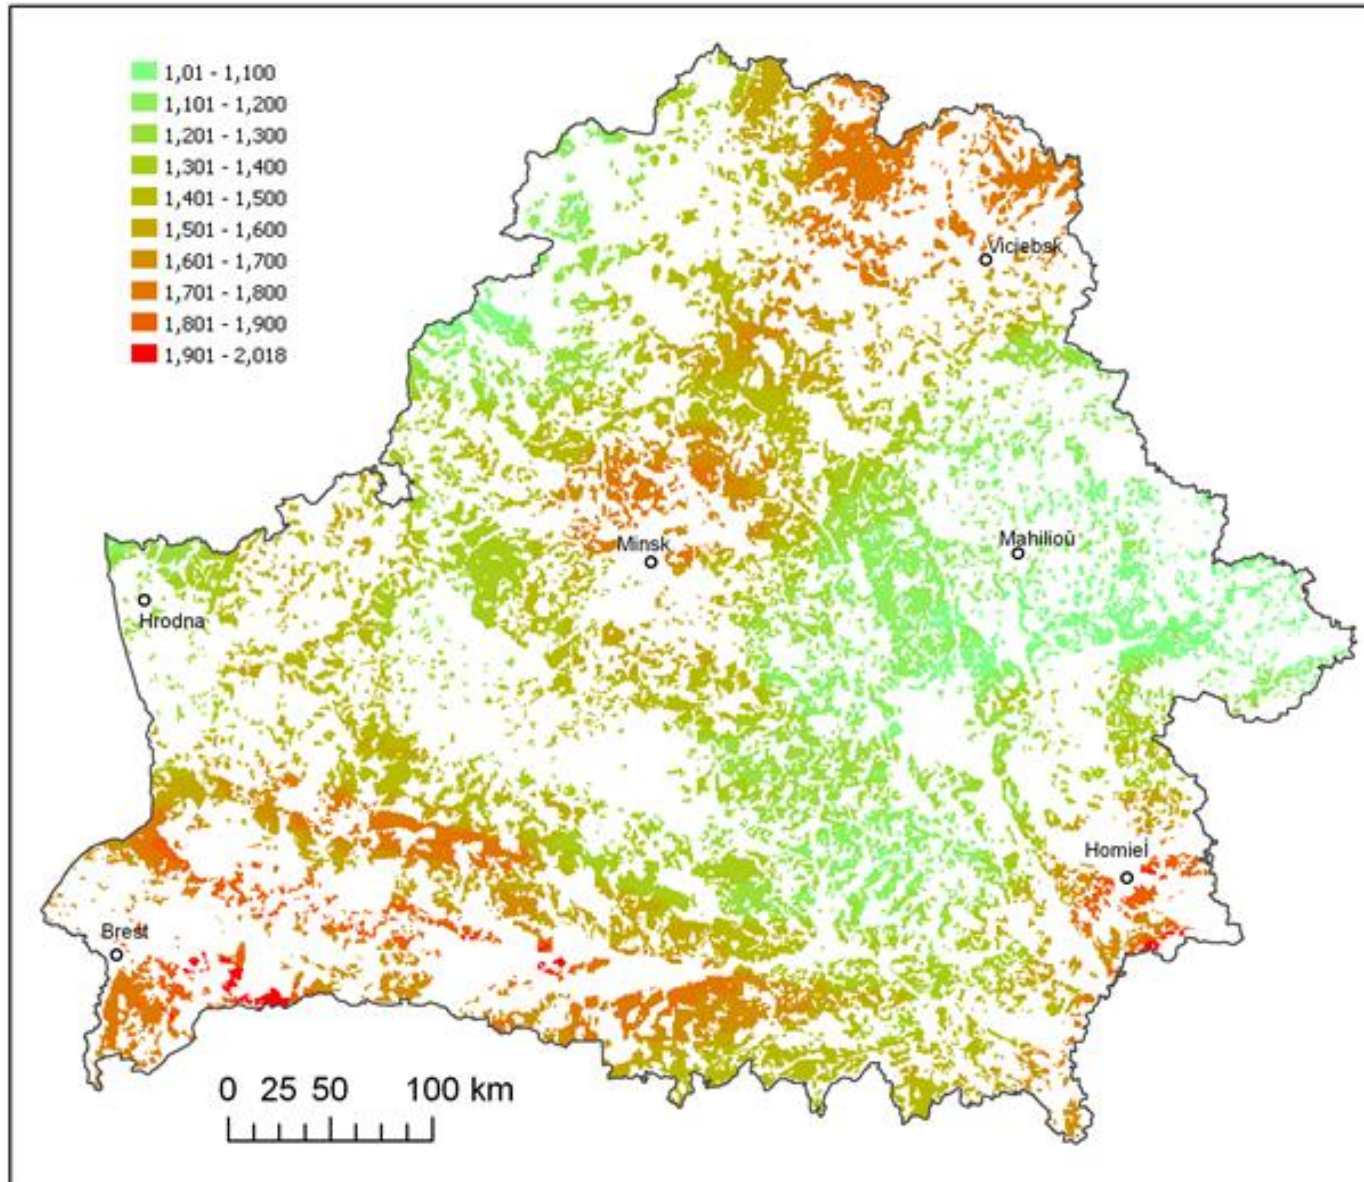 1,01 - 1,100
1,101 - 1,200
1,201 - 1,300
1,301 - 1,400
1,401 - 1,500
1,501 - 1,600
1,601 - 1,700
1,701 - 1,800
1,801 - 1,900
1,901 - 2,018
Viciebsk
Minsk
Mahilioŭ
Hrodna
Homiel
Brest
0 25 50 100 km